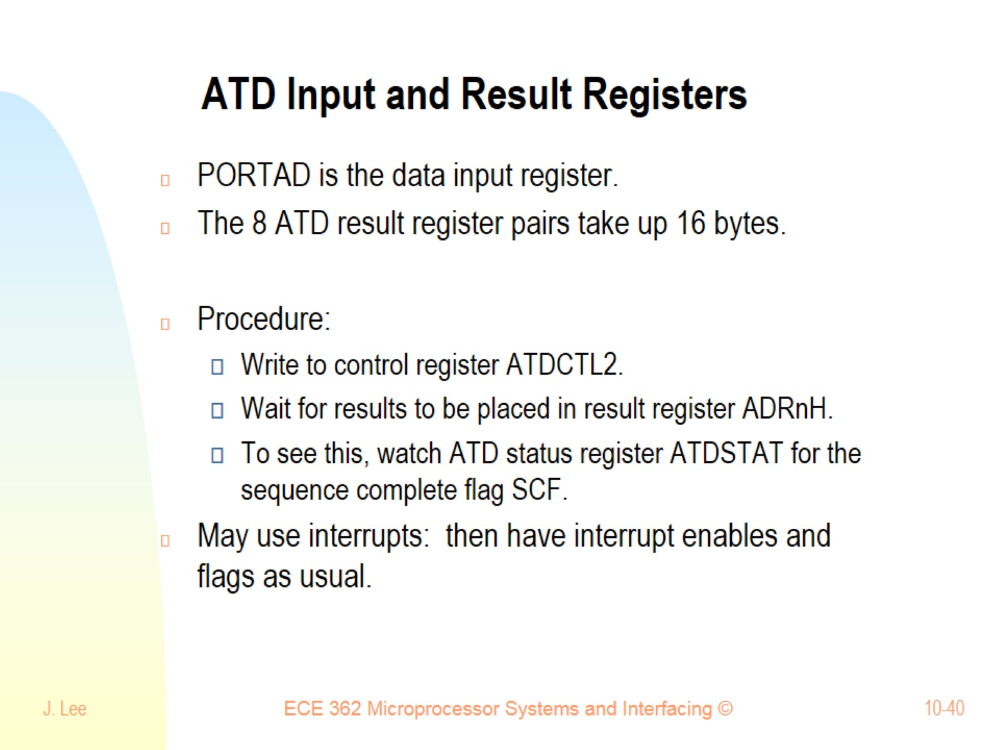 ATD Input and Result Registers
PORTAD is the data input register.
The 8 ATD result register pairs take up 16 bytes.
Procedure:
Write to control register ATDCTL2.
Wait for results to be placed in result register ADRnH.
To see this, watch ATD status register ATDSTAT for the
sequence complete flag SCF.
May use interrupts:  then have interrupt enables and
flags as usual.
J. Lee
ECE 362 Microprocessor Systems and Interfacing ©
10-40